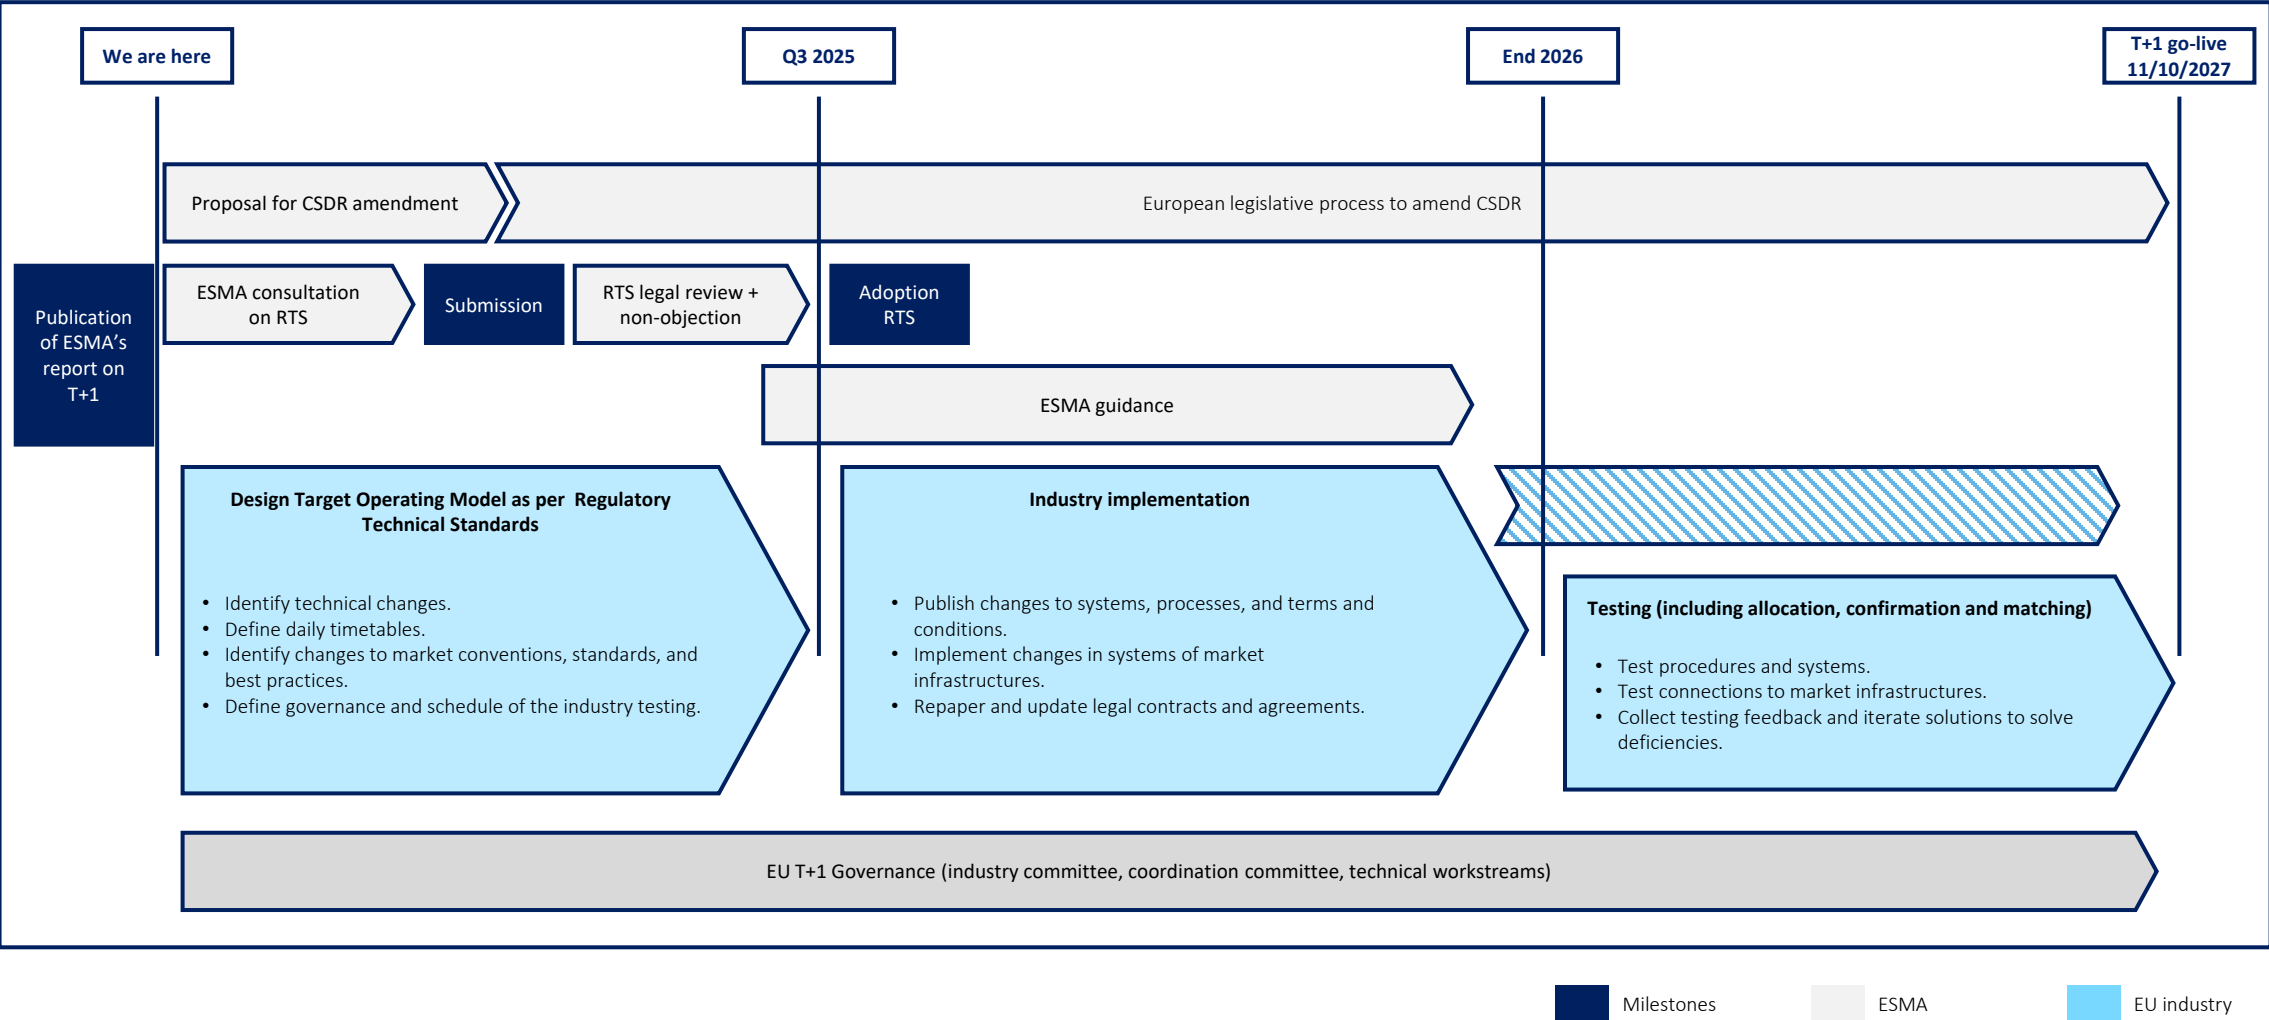 We are here
Q3 2025
End 2026
T+1 go-live
11/10/2027
Proposal for CSDR amendment
European legislative process to amend CSDR
Publication
of ESMA’s
report on
T+1
ESMA consultation
on RTS
Submission
RTS legal review +
non-objection
Adoption
RTS
ESMA guidance
Design Target Operating Model as per  Regulatory
Technical Standards
• Identify technical changes.
• Define daily timetables.
• Identify changes to market conventions, standards, and
best practices.
• Define governance and schedule of the industry testing.
Industry implementation
• Publish changes to systems, processes, and terms and
conditions.
• Implement changes in systems of market
infrastructures.
• Repaper and update legal contracts and agreements.
Testing (including allocation, confirmation and matching)
• Test procedures and systems.
• Test connections to market infrastructures.
• Collect testing feedback and iterate solutions to solve
deficiencies.
EU T+1 Governance (industry committee, coordination committee, technical workstreams)
Milestones
ESMA
EU industry